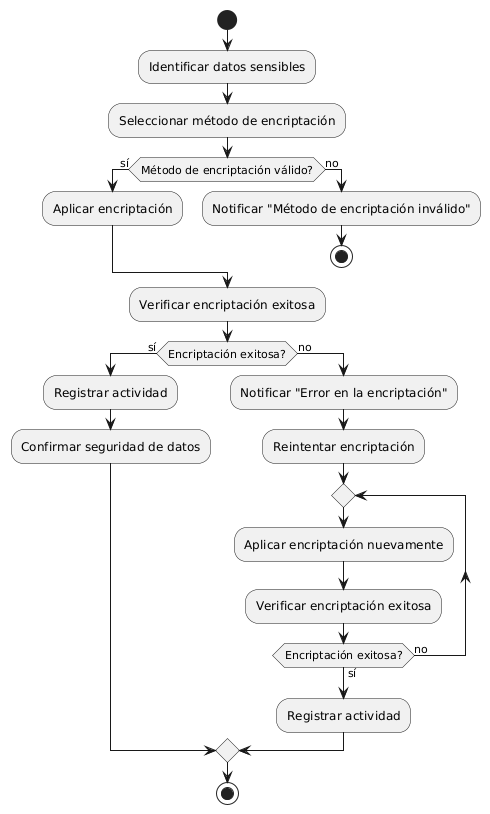 Identificar datos sensibles
Seleccionar método de encriptación
sí
Método de encriptación válido?
no
Aplicar encriptación
Notificar "Método de encriptación inválido"
Verificar encriptación exitosa
sí
Encriptación exitosa?
no
Registrar actividad
Notificar "Error en la encriptación"
Confirmar seguridad de datos
Reintentar encriptación
Aplicar encriptación nuevamente
Verificar encriptación exitosa
Encriptación exitosa?
no
sí
Registrar actividad